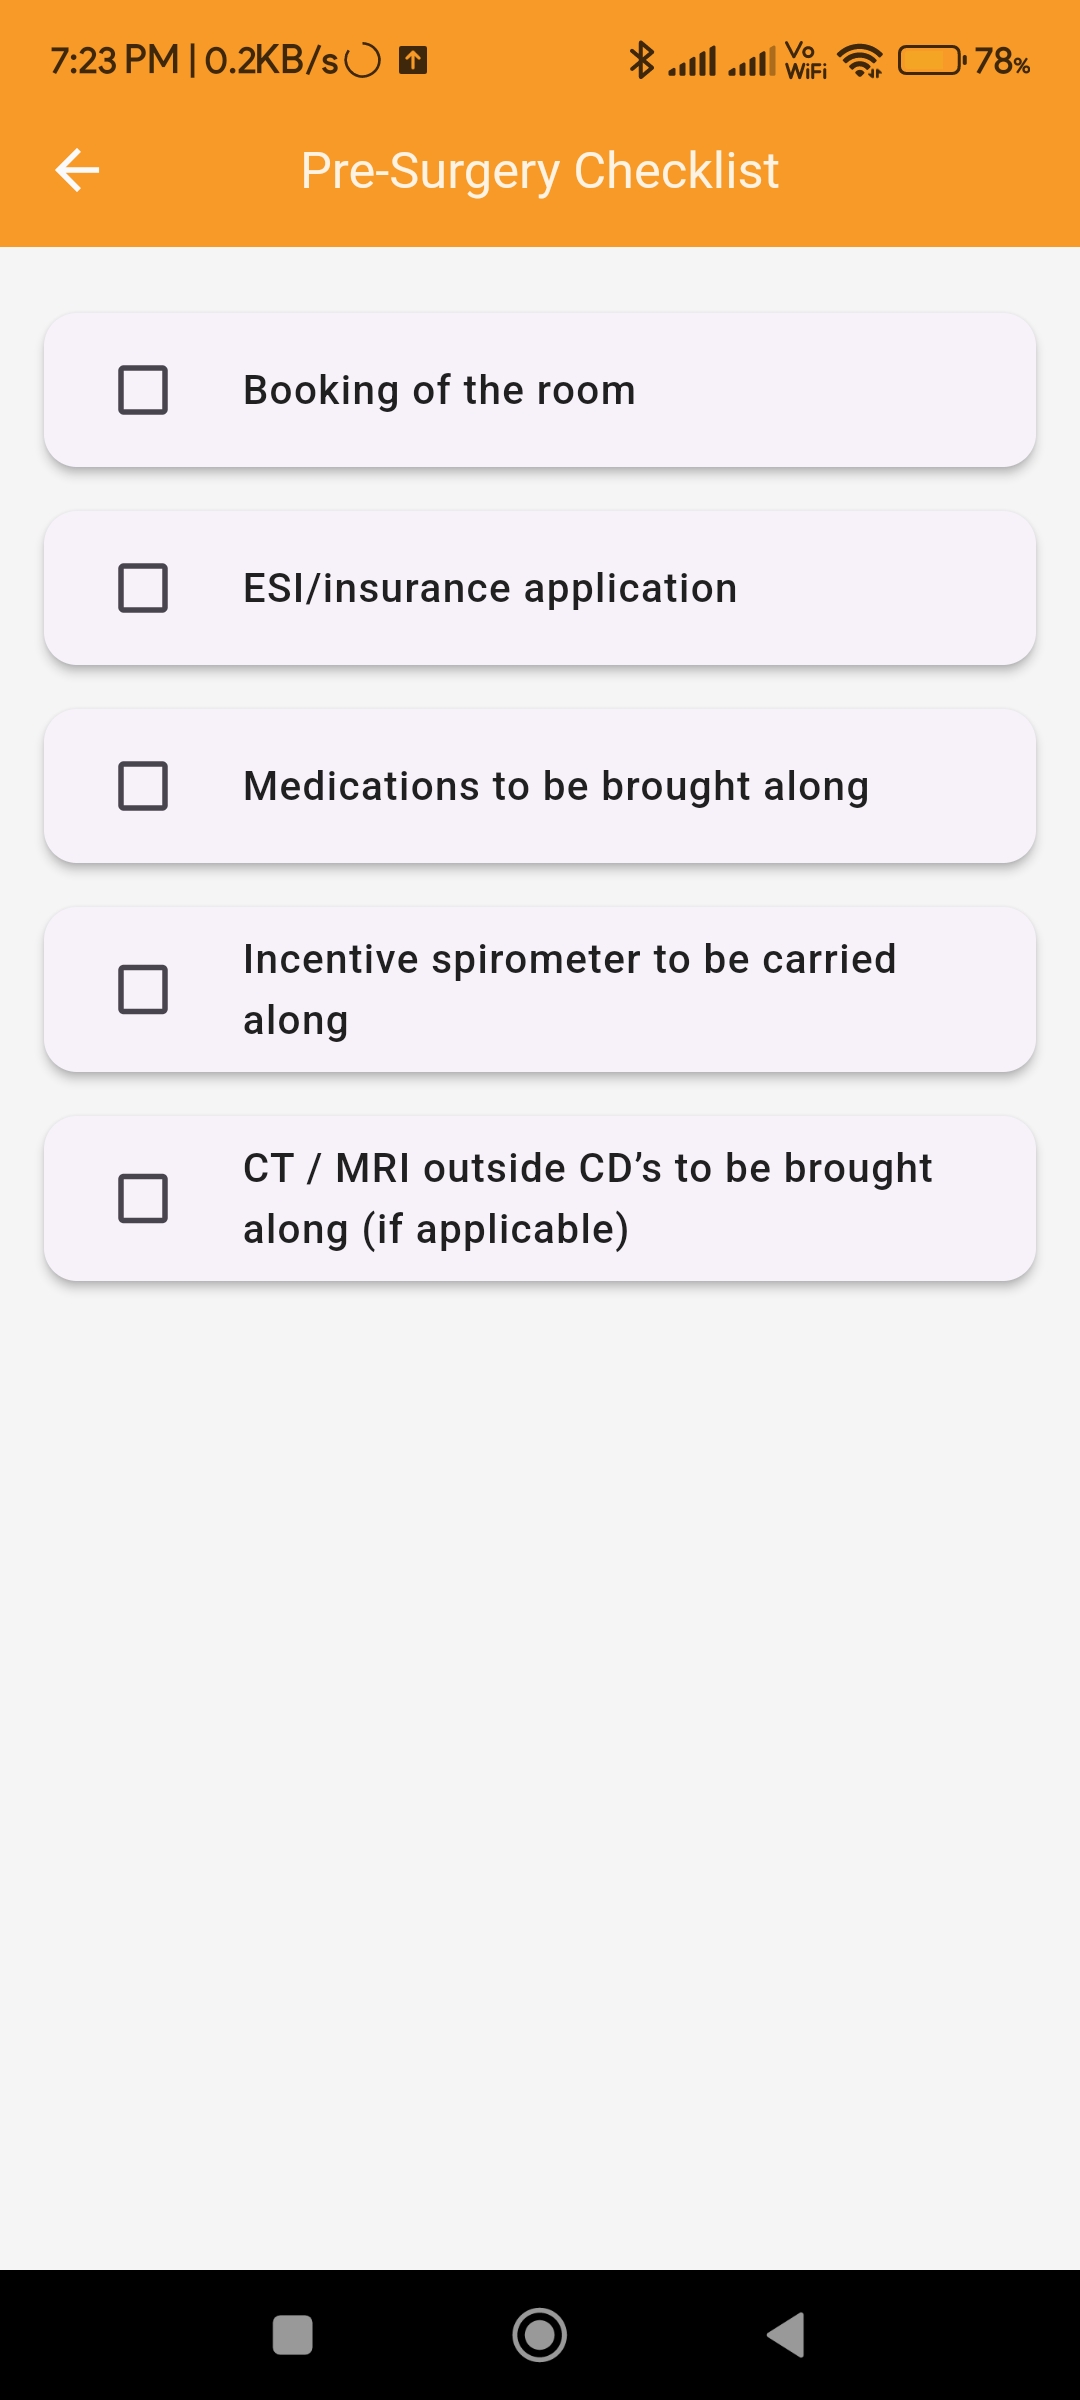 7:23 PM | 0.2KB/s Vo WiFi 78%
Pre-Surgery Checklist
Booking of the room
ESI/insurance application
Medications to be brought along
Incentive spirometer to be carried
along
CT / MRI outside CD’s to be brought
along (if applicable)